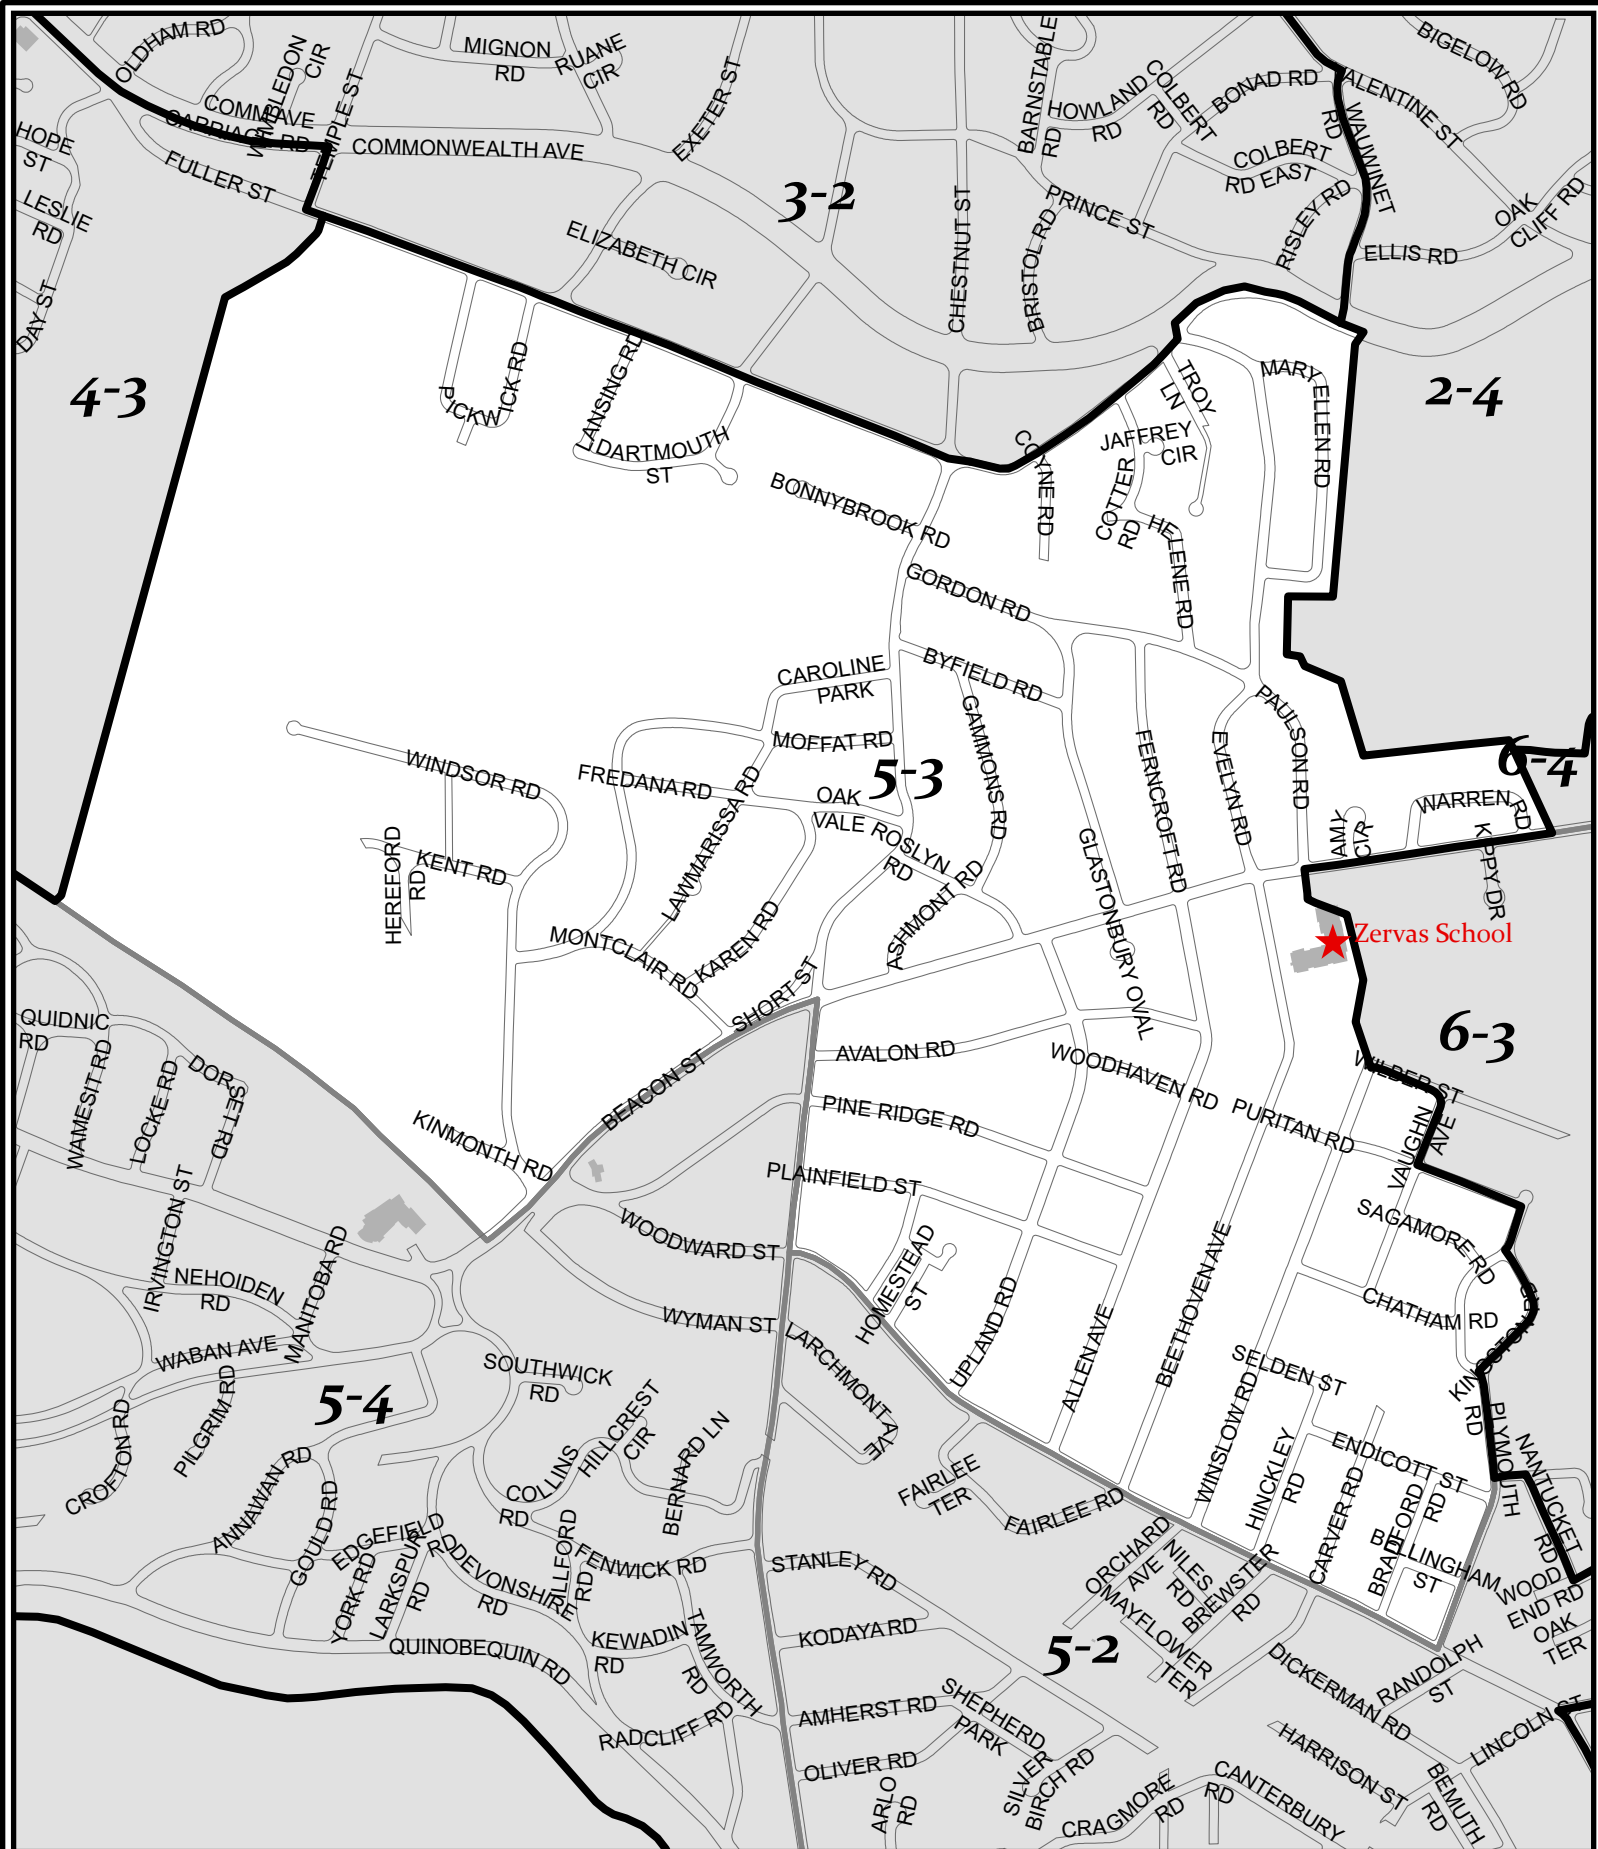 OLDHAM RD
WIMBLEDON
CIR
MIGNON
RD
RUANE
CIR
BARNSTABLE
RD
BIGELOW RD
TEMPLE ST
EXETER ST
HOWLAND
RD
COLBERT
RD
BONAD RD
VALENTINE ST
COMM AVE
CARRIAGE RD
COMMONWEALTH AVE
WAUWINET
RD
HOPE
ST
FULLER ST
COLBERT
RD EAST
LESLIE
RD
3-2
CHESTNUT ST
PRINCE ST
RISLEY RD
OAK
CLIFF RD
ELIZABETH CIR
BRISTOL RD
ELLIS RD
DAY ST
4-3
PICKWICK RD
LANSING RD
DARTMOUTH
ST
TROY
LN
MARY ELLEN RD
2-4
JAFFREY
CIR
COYNE RD
COTTER
RD
BONNYBROOK RD
HELENE RD
GORDON RD
CAROLINE
PARK
BYFIELD RD
GAMMONS RD
PAULSON RD
MOFFAT RD
5-3
FERNCROFT RD
EVELYN RD
6-4
WINDSOR RD
FREDANA RD
LAWMARISSA RD
OAK
VALE
ROSLYN
RD
WARREN RD
AMY
CIR
KIPPY DR
HEREFORD
RD
KENT RD
GLASTONBURY OVAL
ASHMONT RD
KAREN RD
MONTCLAIR RD
Zervas School
SHORT ST
QUIDNIC
RD
WAMESIT RD
LOCKE RD
DORSET RD
AVALON RD
WOODHAVEN RD
6-3
WILBER ST
BEACON ST
PINE RIDGE RD
PURITAN RD
VAUGHN
AVE
KINMONTH RD
PLAINFIELD ST
IRVINGTON ST
WOODWARD ST
SAGAMORE RD
NEHOIDEN
RD
MANITOBA RD
HOMESTEAD
ST
UPLAND RD
BEETHOVEN AVE
CHATHAM RD
WYMAN ST
LARCHMONT AVE
ALLEN AVE
WABAN AVE
PILGRIM RD
5-4
SOUTHWICK
RD
SELDEN ST
KINGSTON
RD
CROFTON RD
HILLCREST
CIR
BERNARD LN
WINSLOW RD
HINCKLEY
RD
ENDICOTT ST
PLYMOUTH
NANTUCKET
RD
ANNAWAN RD
COLLINS
RD
FAIRLEE
TER
FAIRLEE RD
CARVER RD
BRADFORD
RD
GOULD RD
EDGEFIELD
RD
BELLINGHAM
ST
YORK RD
LARKSPUR
RD
DEVONSHIRE
RD
FENWICK RD
STANLEY RD
ORCHARD
AVE
NILES
RD
BREWSTER
RD
WOOD
END RD
OAK
TER
QUINOBEQUIN RD
KEWADIN
RD
TAMWORTH
RD
KODAYA RD
5-2
MAYFLOWER
TER
DICKERMAN RD
RANDOLPH
ST
RADCLIFF RD
AMHERST RD
SHEPHERD
PARK
LINCOLN ST
OLIVER RD
SILVER
BIRCH RD
HARRISON ST
ARLO
RD
CRAGMORE
RD
CANTERBURY
RD
BEMUTH
RD